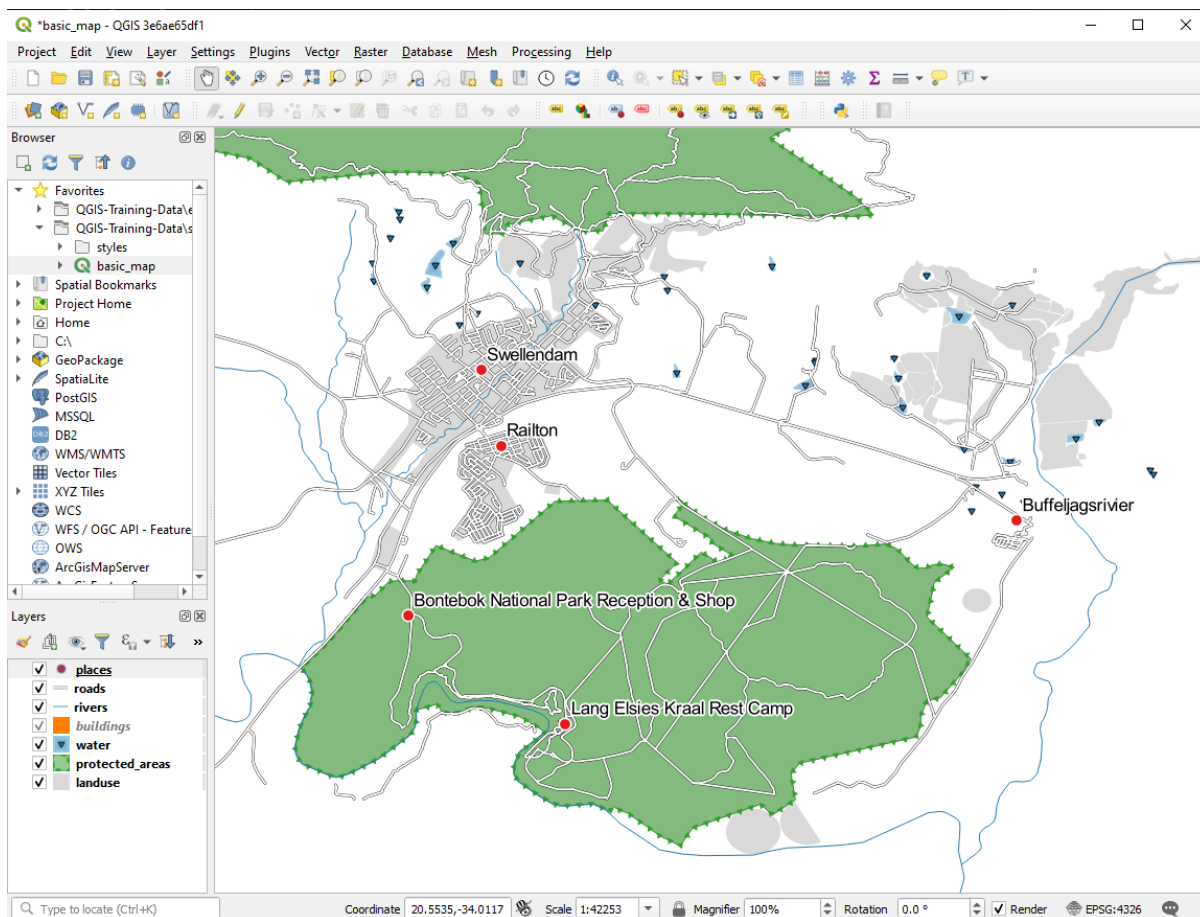 *basic_map - QGIS 3e6ae65df1
Project Edit View Layer Settings Plugins Vector Raster Database Mesh Processing Help
Browser
Favorites
QGIS-Training-Data\e
QGIS-Training-Data\s
styles
basic_map
Spatial Bookmarks
Project Home
Home
C:\
GeoPackage
SpatiaLite
PostGIS
MSSQL
DB2
WMS/WMTS
Vector Tiles
XYZ Tiles
WCS
WFS / OGC API - Feature
OWS
ArcGisMapServer
Layers
places
roads
rivers
buildings
water
protected_areas
landuse
Swellendam
Railton
Buffeljagsrivier
Bontebok National Park Reception & Shop
Lang Elsies Kraal Rest Camp
Type to locate (Ctrl+K) Coordinate 20.5535,-34.0117 Scale 1:42253 Magnifier 100% Rotation 0.0 ° Render EPSG:4326